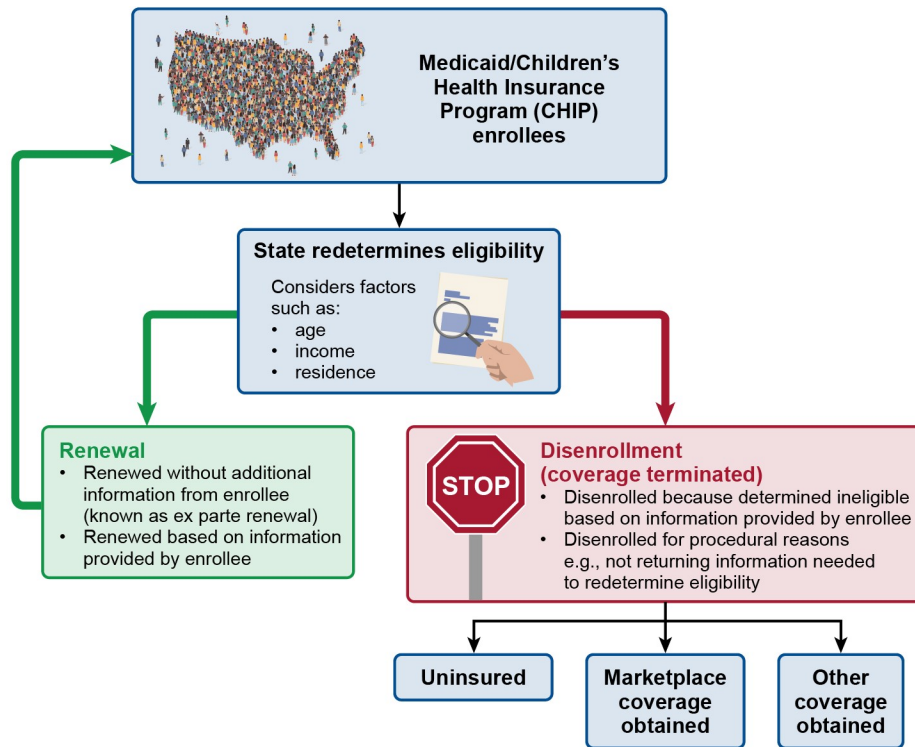 Medicaid/Children’s
Health Insurance
Program (CHIP)
enrollees
State redetermines eligibility
Considers factors
such as:
• age
• income
• residence
Renewal
• Renewed without additional
information from enrollee
(known as ex parte renewal)
• Renewed based on information
provided by enrollee
STOP
Disenrollment
(coverage terminated)
• Disenrolled because determined ineligible
based on information provided by enrollee
• Disenrolled for procedural reasons
e.g., not returning information needed
to redetermine eligibility
Uninsured
Marketplace
coverage
obtained
Other
coverage
obtained